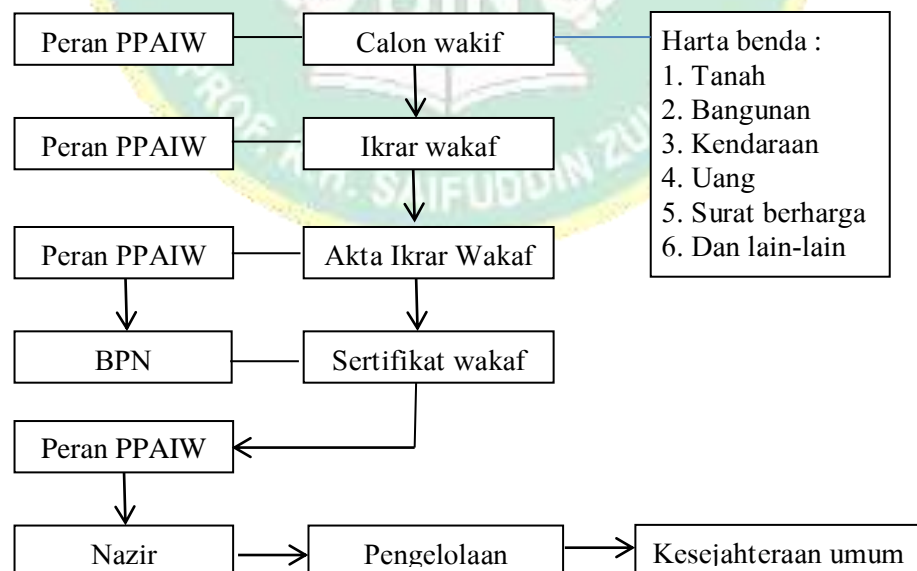 Peran PPAIW
Calon wakif
Harta benda :
1. Tanah
2. Bangunan
3. Kendaraan
4. Uang
5. Surat berharga
6. Dan lain-lain
Peran PPAIW
Ikrar wakaf
Peran PPAIW
Akta Ikrar Wakaf
BPN
Sertifikat wakaf
Peran PPAIW
Nazir
Pengelolaan
Kesejahteraan umum
PROF.
SAIFUDDIN